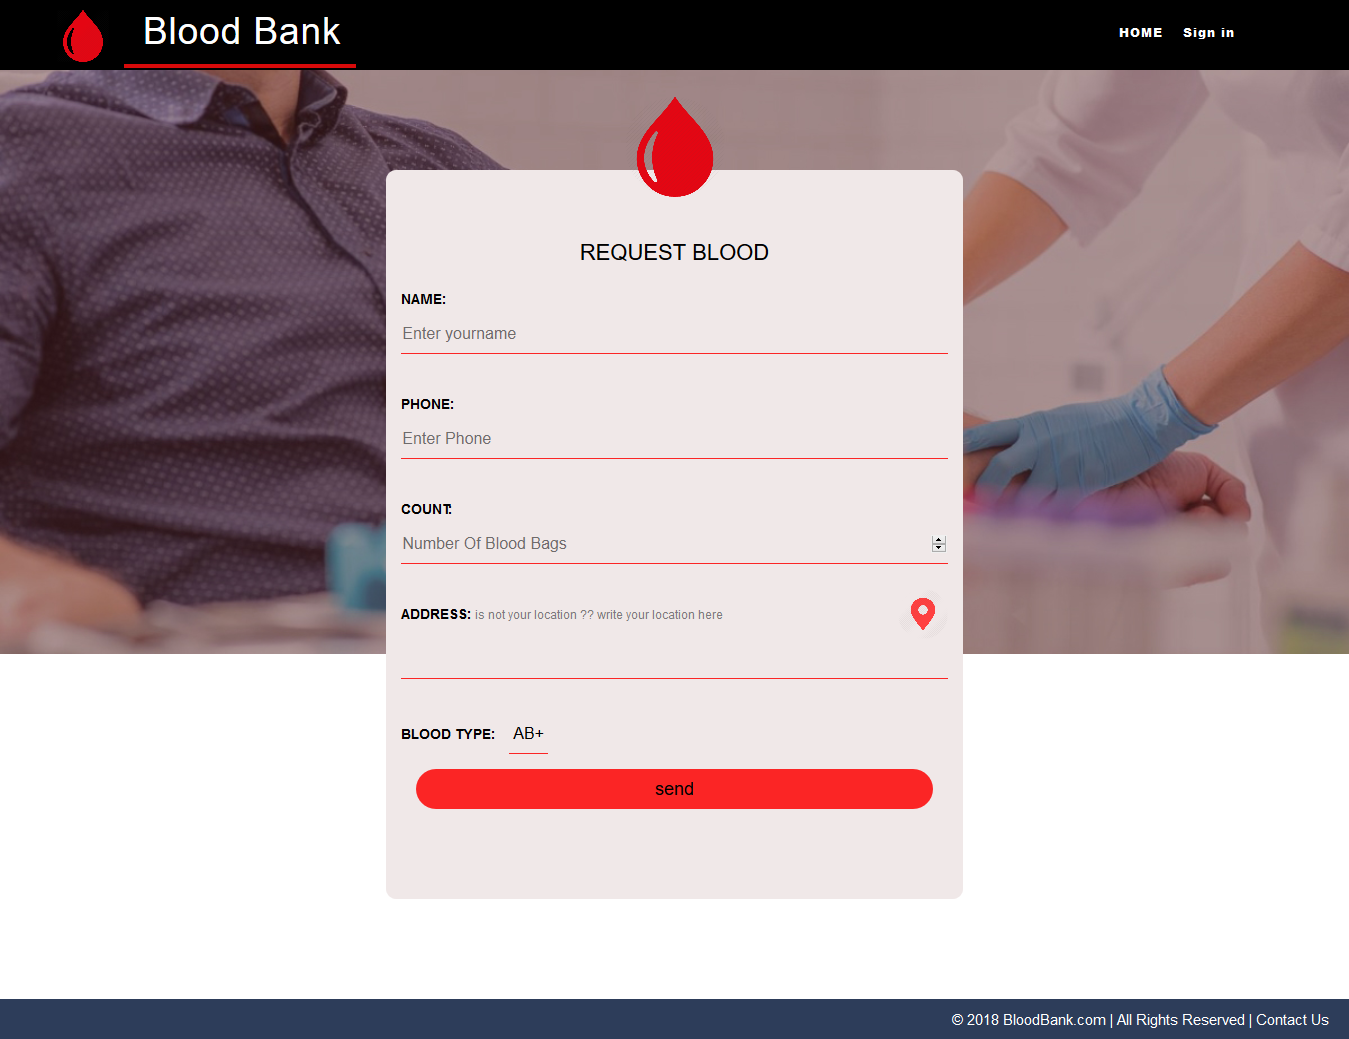 Blood Bank
HOME Sign in
REQUEST BLOOD
NAME:
Enter yourname
PHONE:
Enter Phone
COUNT:
Number Of Blood Bags
ADDRESS: is not your location ?? write your location here
BLOOD TYPE: AB+
send
© 2018 BloodBank.com | All Rights Reserved | Contact Us